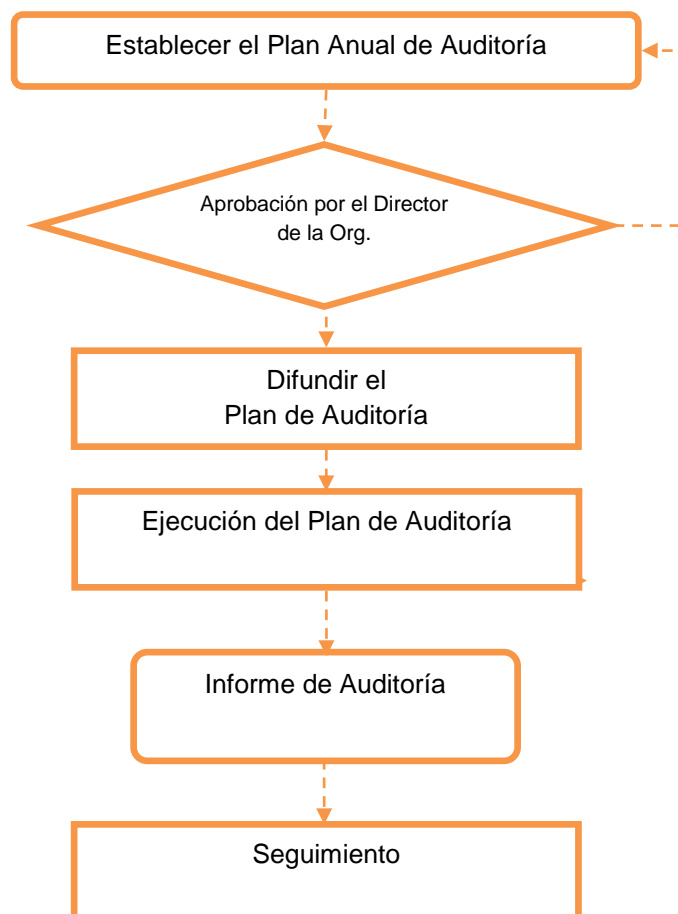 Establecer el Plan Anual de Auditoría
Aprobación por el Director
de la Org.
Difundir el
Plan de Auditoría
Ejecución del Plan de Auditoría
Informe de Auditoría
Seguimiento